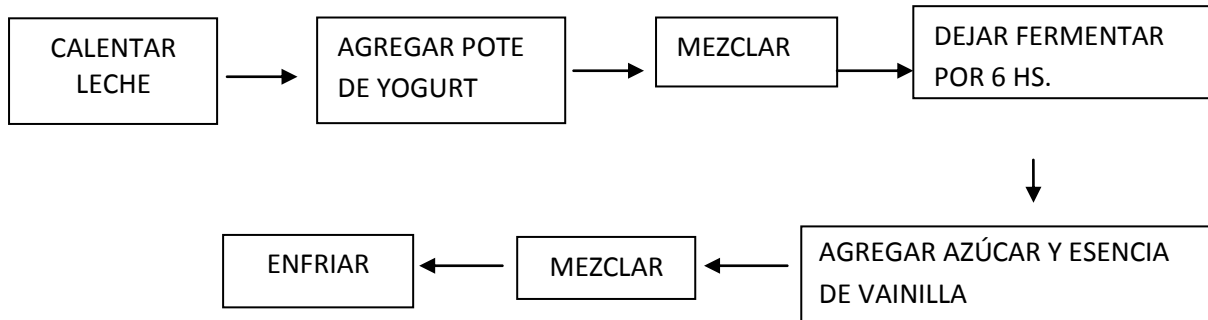 CALENTAR
LECHE
AGREGAR POTE
DE YOGURT
MEZCLAR
DEJAR FERMENTAR
POR 6 HS.
AGREGAR AZÚCAR Y ESENCIA
DE VAINILLA
MEZCLAR
ENFRIAR